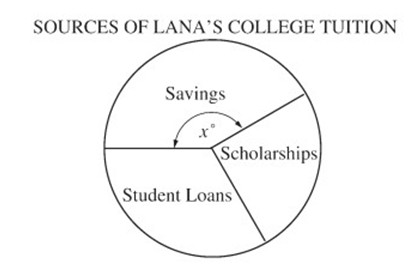 SOURCES OF LANA'S COLLEGE TUITION
Savings
x°
Scholarships
Student Loans